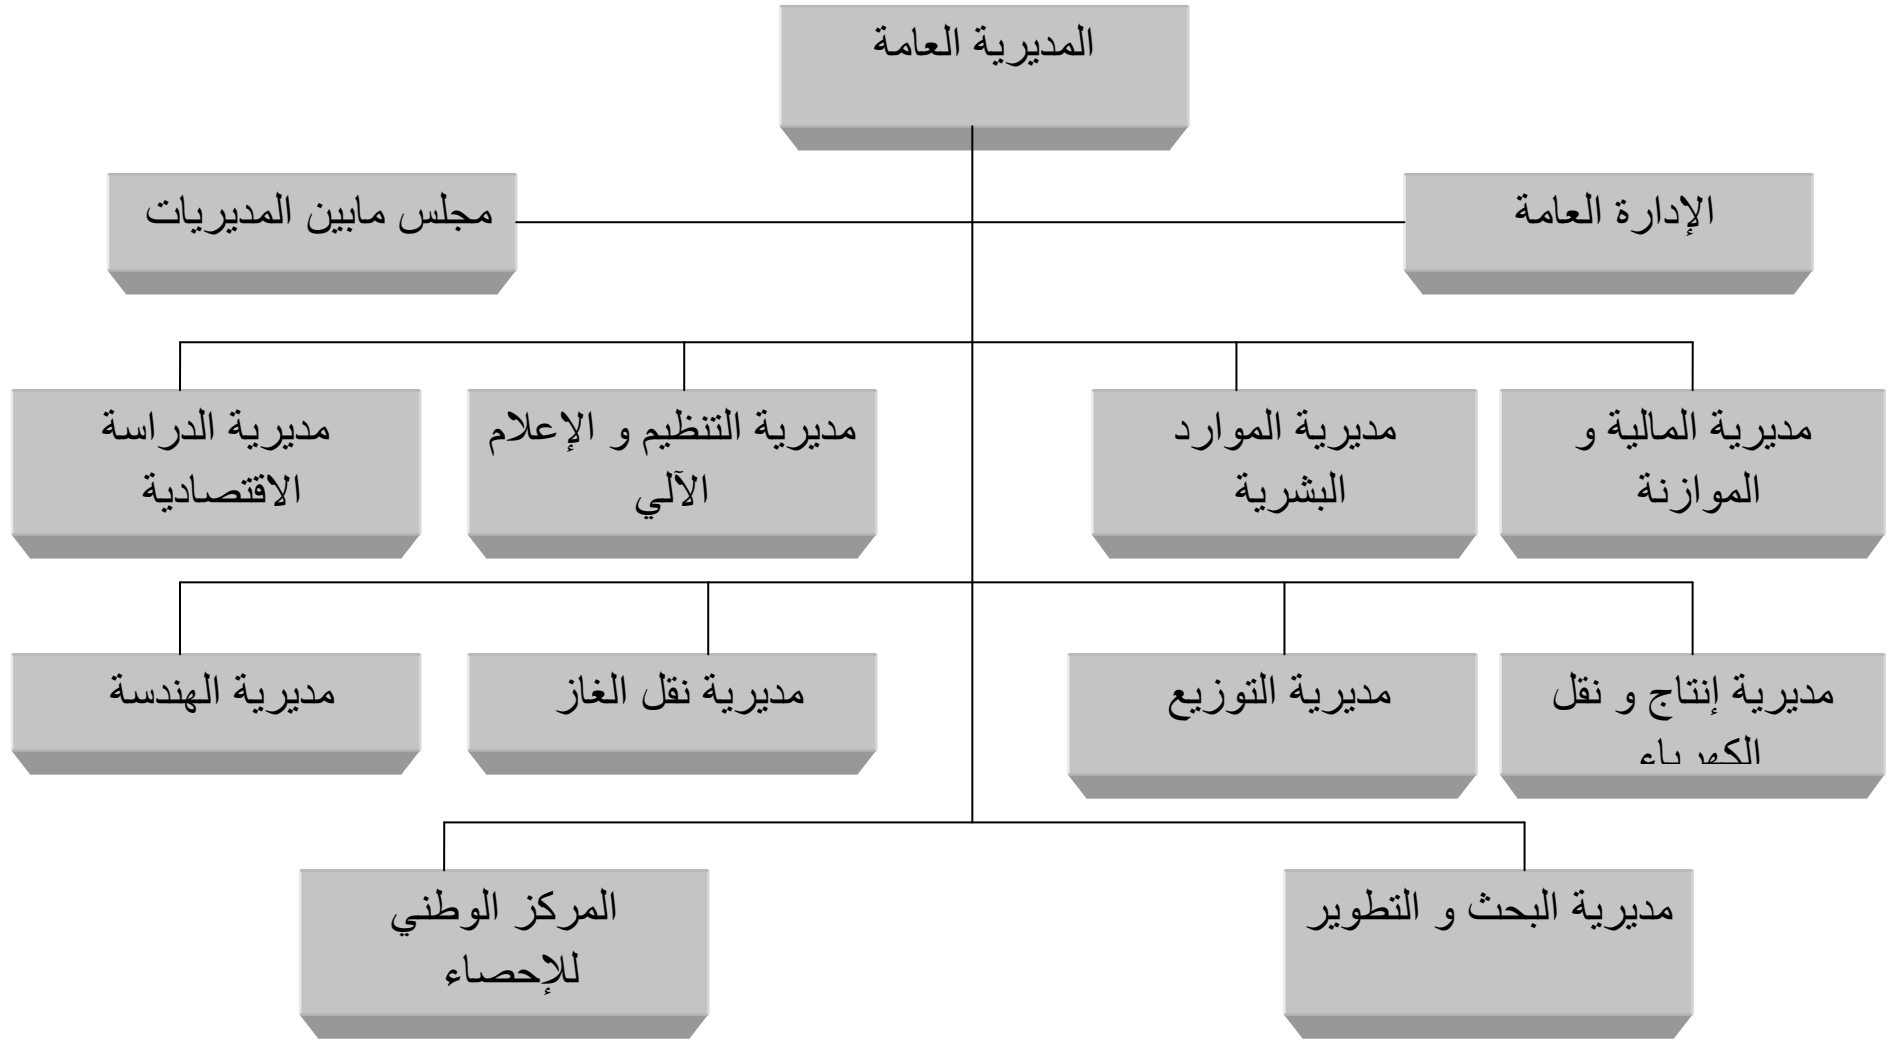 المديرية العامة
الإدارة العامة
مجلس مابين المديريات
مديرية المالية و
الموازنة
مديرية الموارد
البشرية
مديرية التنظيم و الإعلام
الآلي
مديرية الدراسة
الاقتصادية
مديرية إنتاج و نقل
الكهرباء
مديرية التوزيع
مديرية نقل الغاز
مديرية الهندسة
مديرية البحث و التطوير
المركز الوطني
للإحصاء